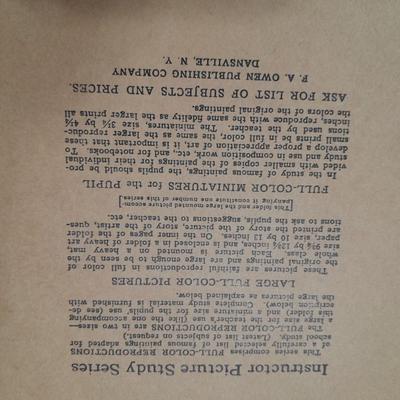 Instructor Picture Study Series
This series comprises FULL-COLOR REPRODUCTIONS
of a carefully selected list of famous paintings adapted for
school study. (Latest list of subjects on request.)
The FULL-COLOR REPRODUCTIONS are in two sizes—
a large size for the teacher's use (like the one accompanying
this folder) and a miniature size for the pupils' use (see de-
scription below). Complete study material is furnished with
the large pictures as explained below.
LARGE FULL-COLOR PICTURES
These pictures are faithful reproductions in full color of
the original paintings and are large enough to be seen by the
whole class. Each picture is mounted on a heavy mat,
size 9¾ by 12¾ inches, and is enclosed in a folder of heavy art
paper, size 10 by 13 inches. On the inside pages of the folder
are printed the story of the picture, story of the artist, ques-
tions to ask the pupils, suggestions to the teacher, etc.
[This folder and the large mounted picture accom-
panying it constitute one number of this series.]
FULL-COLOR MINIATURES for the PUPIL
In the study of famous paintings, the pupils should be pro-
vided with smaller copies of the paintings for their individual
study and use in composition work, etc., and for notebooks. To
develop a proper appreciation of art, it is important that these
prints be in full color, the same as the larger reproduc-
tions used by the teacher. The miniatures, size 3¾ by 4¾
inches, reproduce with the same fidelity as the larger prints all
the colors of the original paintings.
ASK FOR LIST OF SUBJECTS AND PRICES.
F. A. OWEN PUBLISHING COMPANY
DANSVILLE, N. Y.